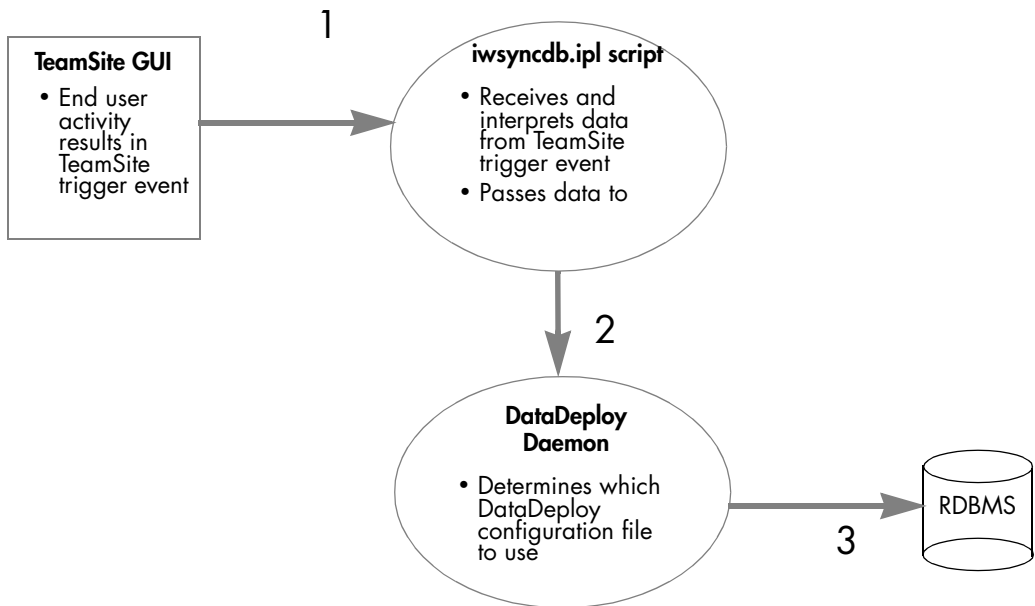 1
TeamSite GUI
• End user
activity
results in
TeamSite
trigger event
iwsyncdb.ipl script
• Receives and
interprets data
from TeamSite
trigger event
• Passes data to
2
DataDeploy
Daemon
• Determines which
DataDeploy
configuration file
to use
3
RDBMS